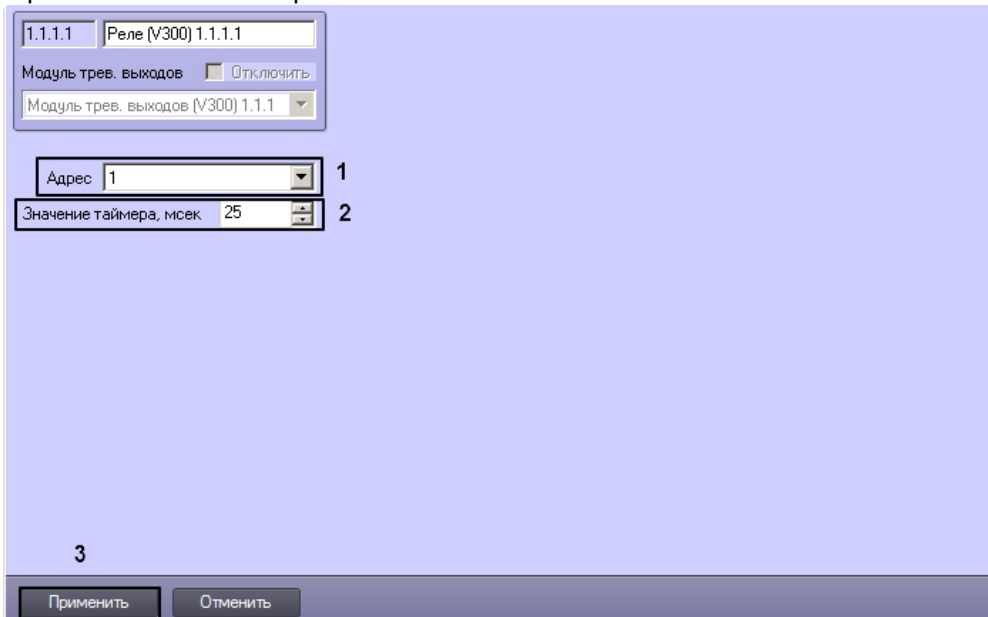 1.1.1.1 Реле (V300) 1.1.1.1
Модуль трев. выходов Отключить
Модуль трев. выходов (V300) 1.1.1
Адрес 1 1
Значение таймера, мсек 25 2
3
Применить Отменить